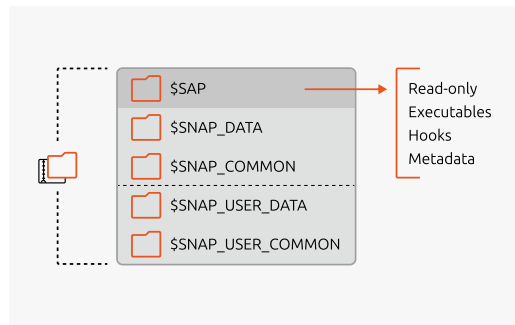 $SAP
$SNAP_DATA
$SNAP_COMMON
$SNAP_USER_DATA
$SNAP_USER_COMMON
Read-only
Executables
Hooks
Metadata